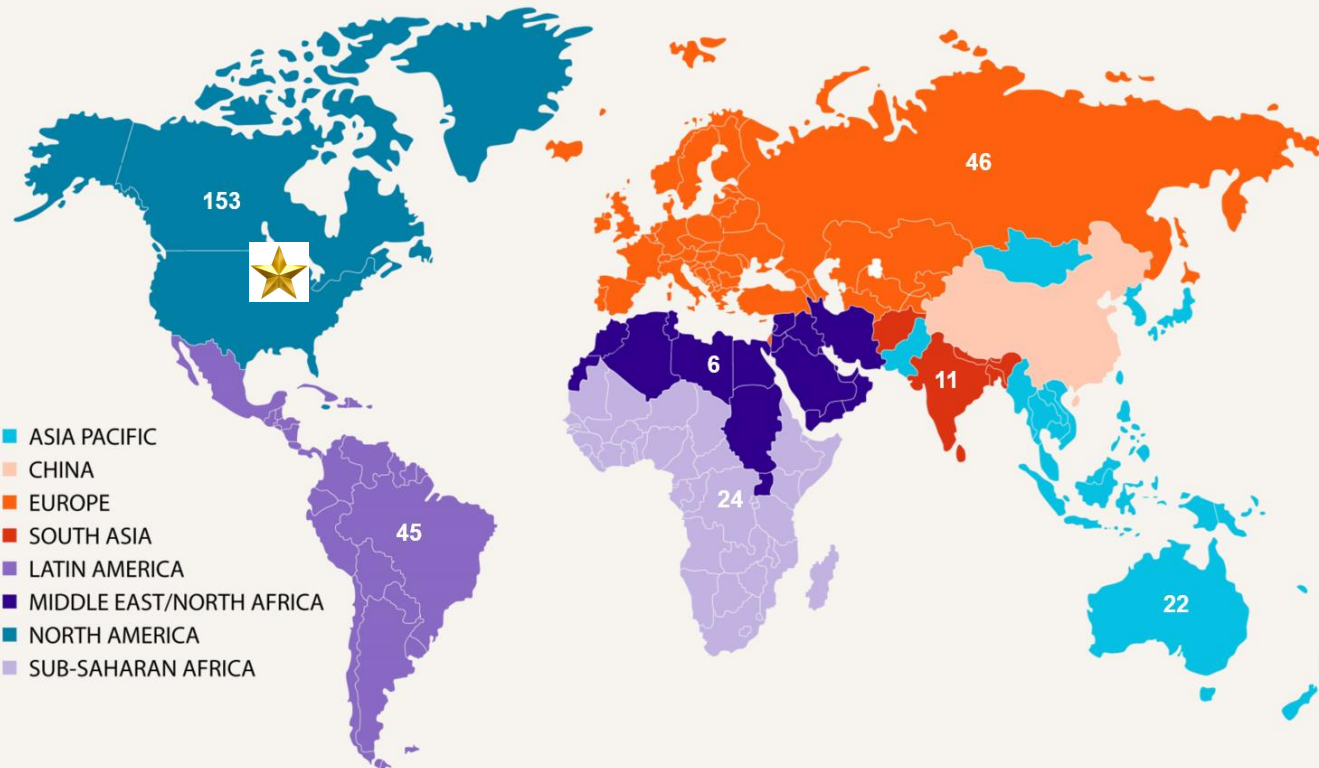 153
46
6
11
24
45
22
ASIA PACIFIC
CHINA
EUROPE
SOUTH ASIA
LATIN AMERICA
MIDDLE EAST/NORTH AFRICA
NORTH AMERICA
SUB-SAHARAN AFRICA